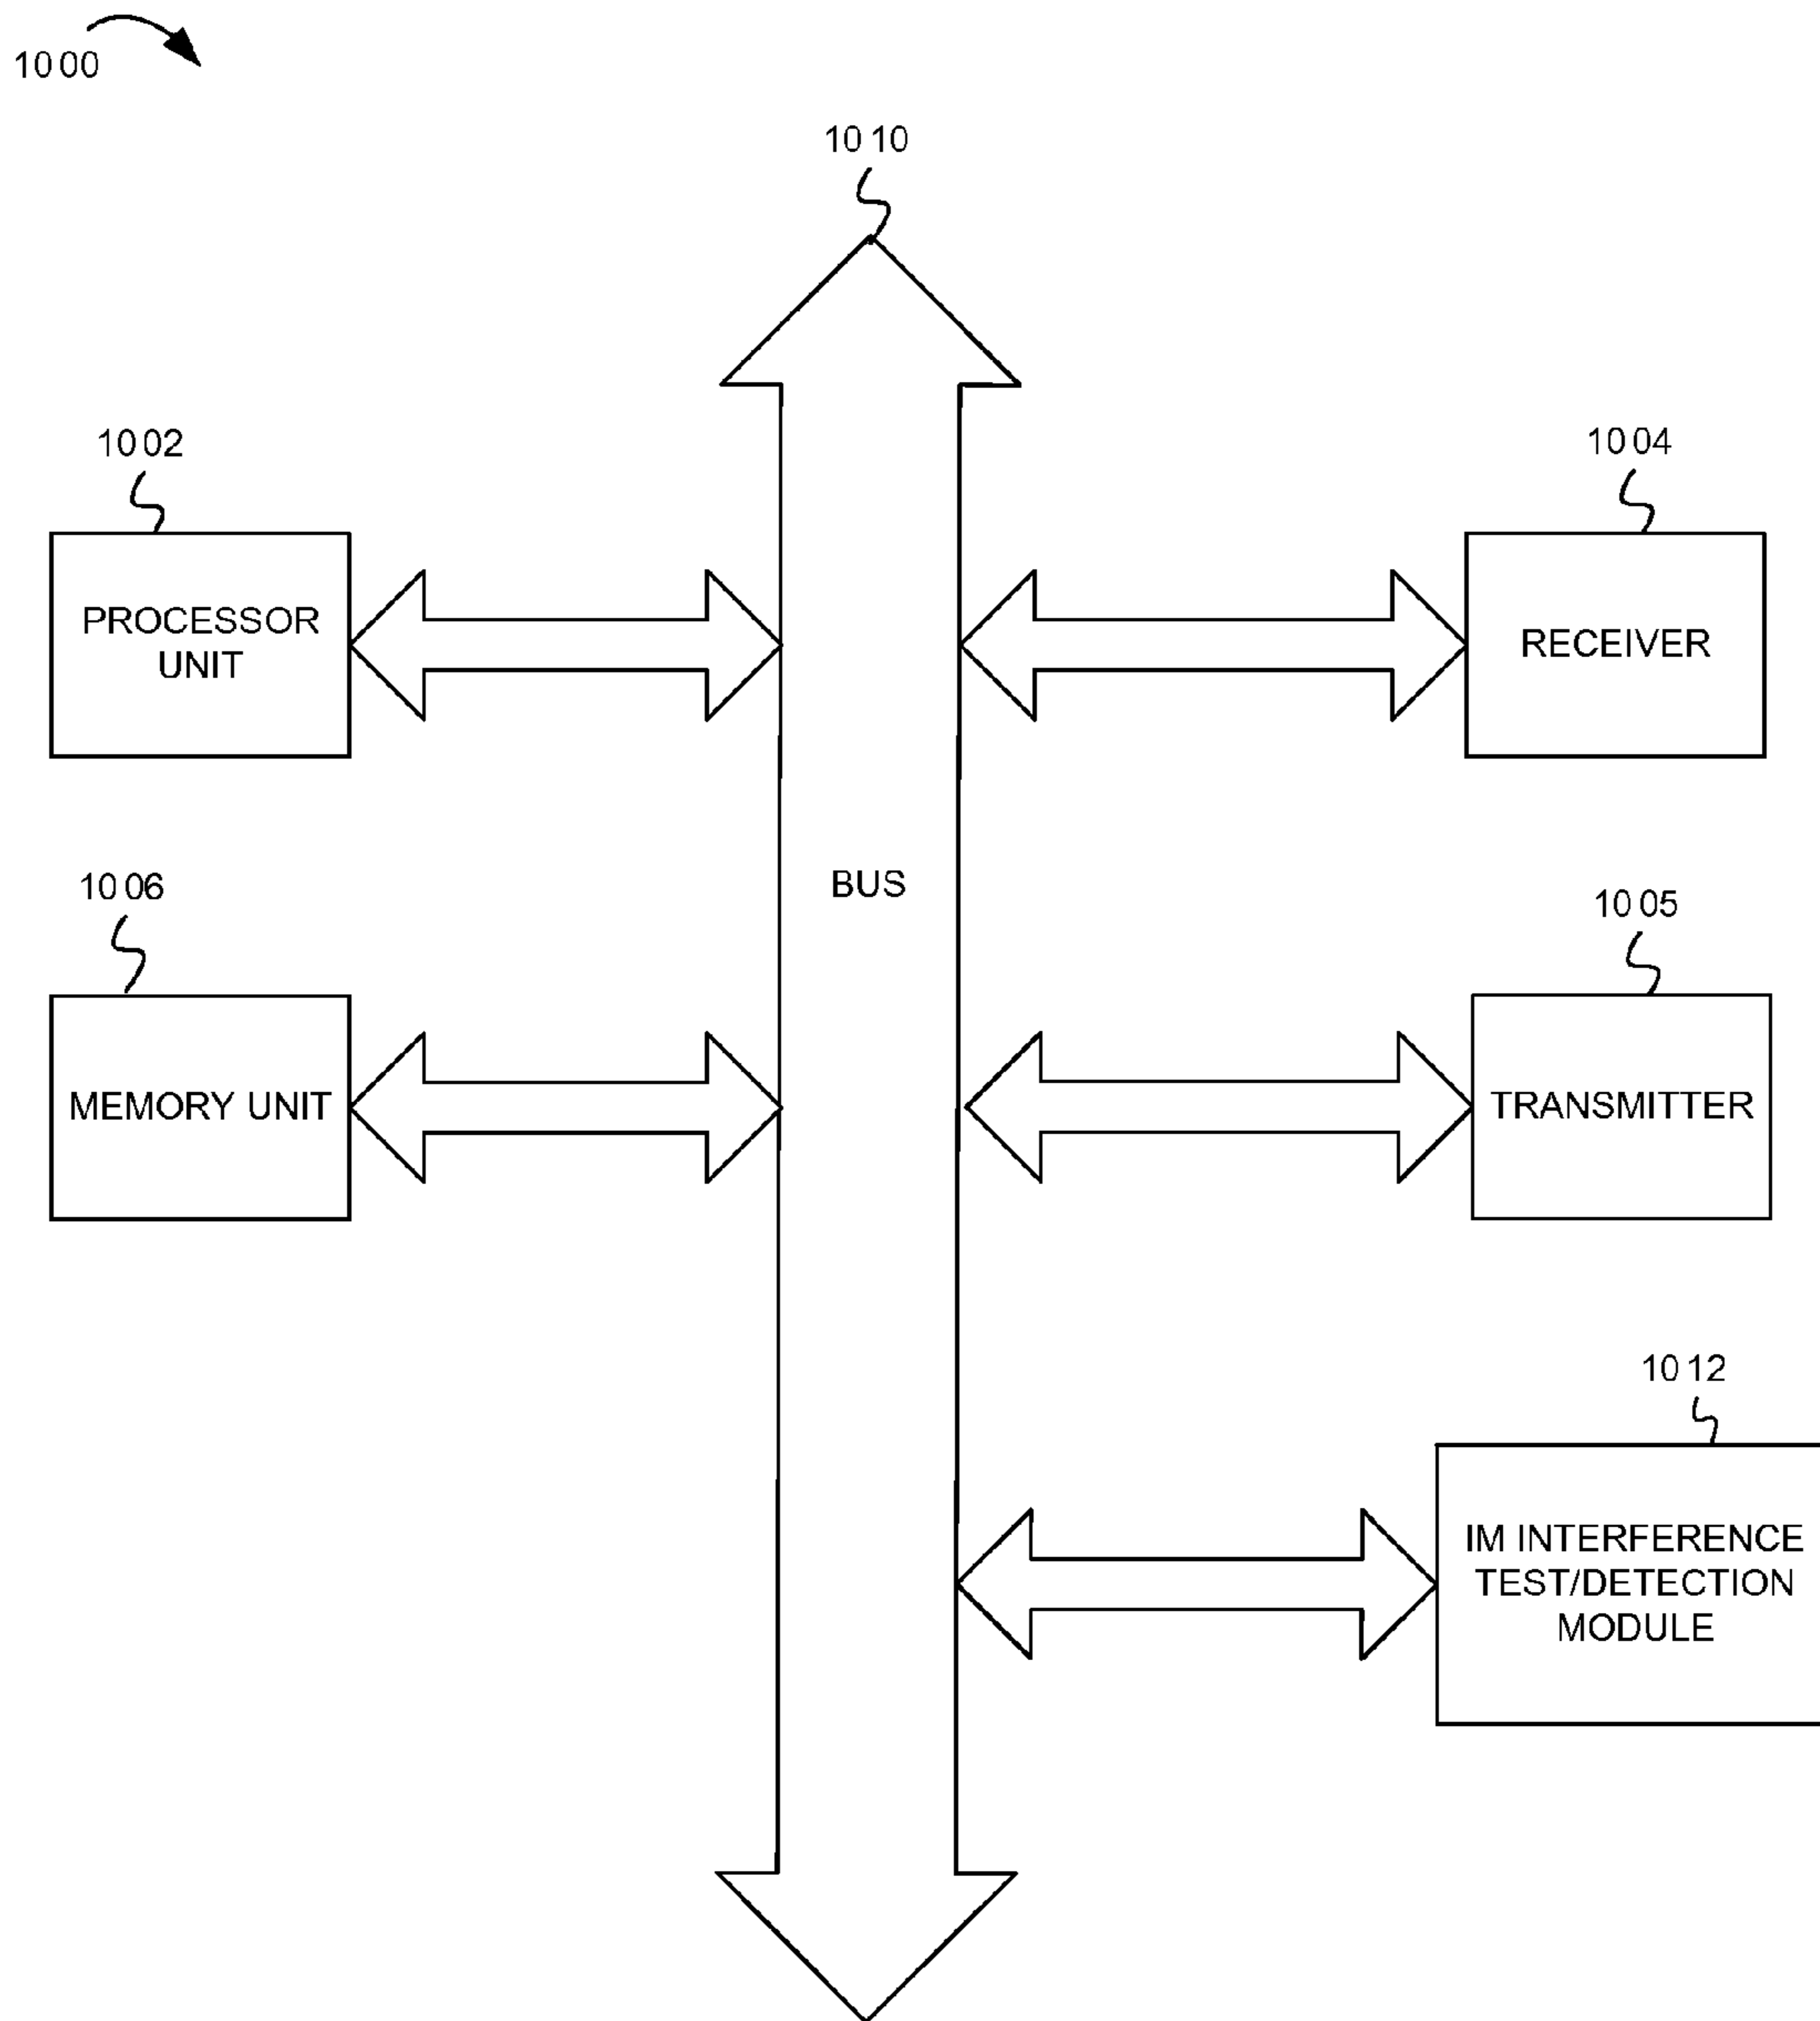 1000
1010
1002
PROCESSOR
UNIT
1004
RECEIVER
BUS
1006
MEMORY UNIT
1005
TRANSMITTER
1012
IM INTERFERENCE
TEST/DETECTION
MODULE